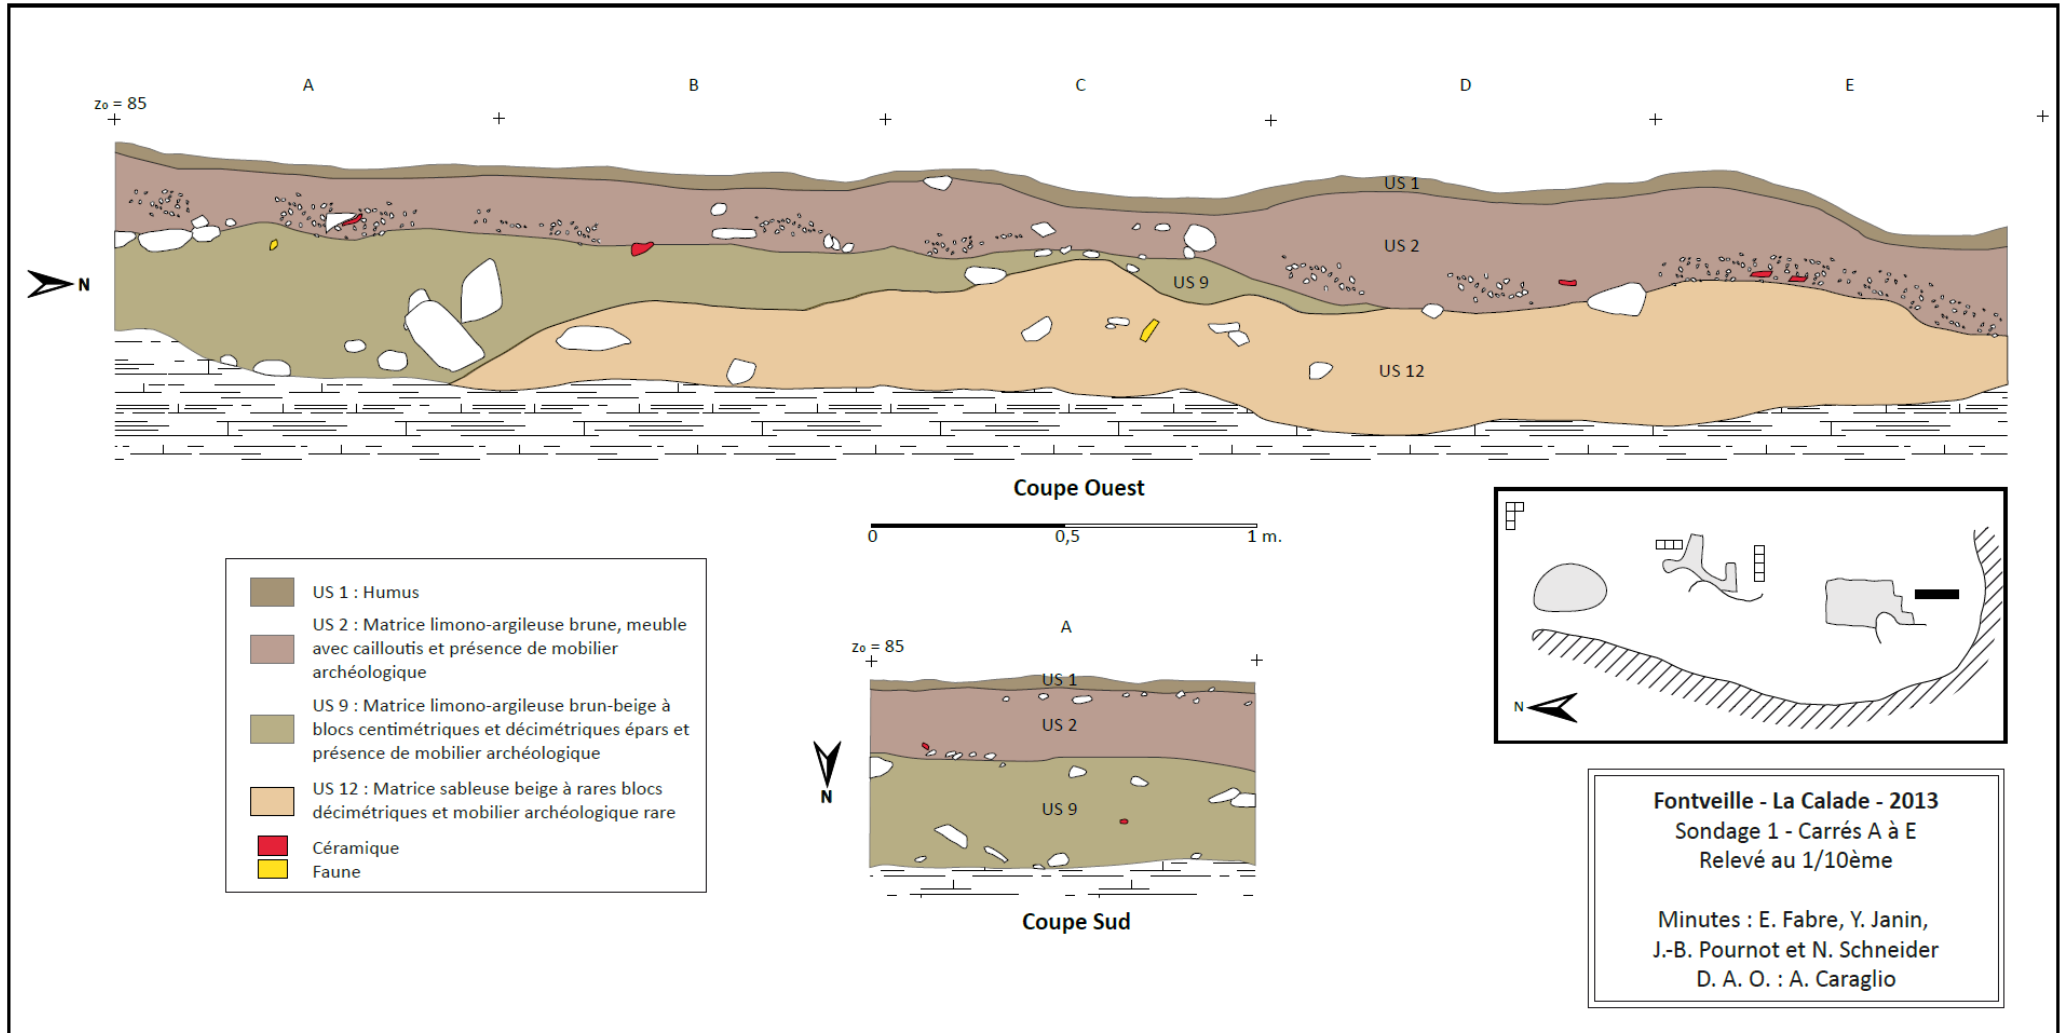 A
B
C
D
E
z₀ = 85
US 1
US 2
US 9
US 12
N
Coupe Ouest
0
0,5
1 m.
US 1 : Humus
US 2 : Matrice limono-argileuse brune, meuble
avec cailloutis et présence de mobilier
archéologique
US 9 : Matrice limono-argileuse brun-beige à
blocs centimétriques et décimétriques épars et
présence de mobilier archéologique
US 12 : Matrice sableuse beige à rares blocs
décimétriques et mobilier archéologique rare
Céramique
Faune
A
z₀ = 85
US 1
US 2
US 9
N
Coupe Sud
N
Fontveille - La Calade - 2013
Sondage 1 - Carrés A à E
Relevé au 1/10ème
Minutes : E. Fabre, Y. Janin,
J.-B. Pournot et N. Schneider
D. A. O. : A. Caraglio